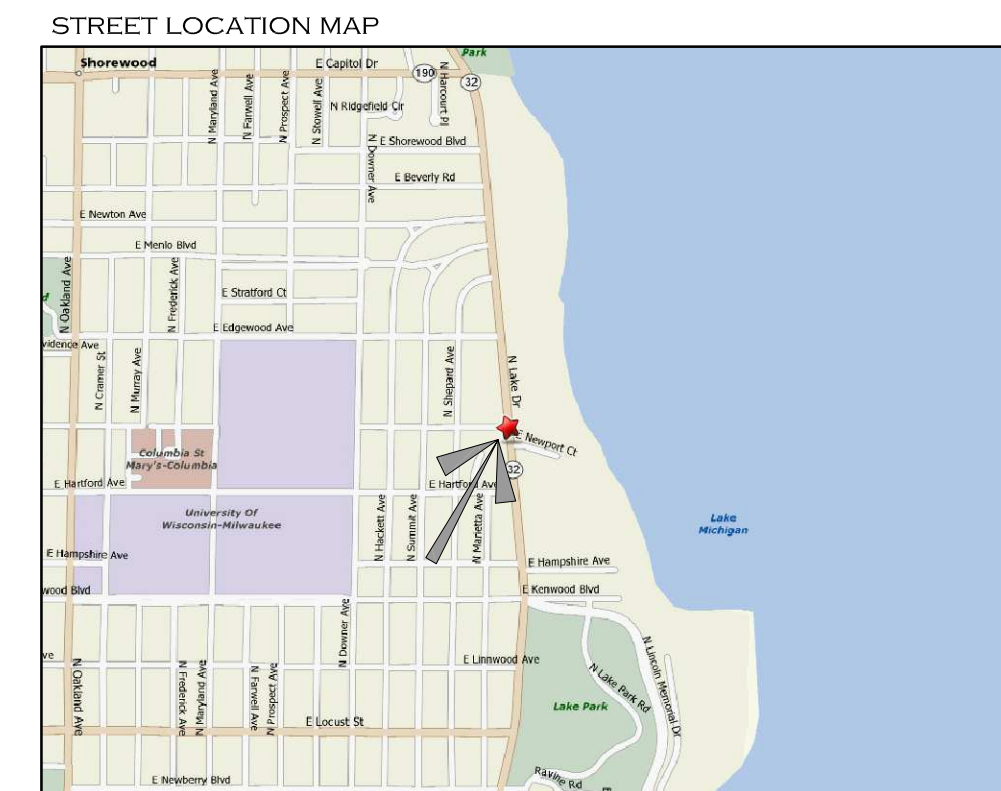 STREET LOCATION MAP
Park
Shorewood
E Capitol Dr
190
32
N Harcourt Pl
N Maryland Ave
N Farwell Ave
N Prospect Ave
N Stowell Ave
N Ridgefield Cir
N Downer Ave
E Shorewood Blvd
E Beverly Rd
E Newton Ave
E Menlo Blvd
N Oakland Ave
N Frederick Ave
E Stratford Ct
d
E Edgewood Ave
vidence Ave
N Cramer St
N Murray Ave
N Shepard Ave
N Lake Dr
E Newport Ct
Columbia St
Mary's-Columbia
32
E Hartford Ave
E Hartford Ave
University Of
Wisconsin-Milwaukee
N Hackett Ave
N Summit Ave
N Marietta Ave
Lake
Michigan
E Hampshire Ave
E Hampshire Ave
wood Blvd
E Kenwood Blvd
N Downer Ave
ve
E Linnwood Ave
N Oakland Ave
N Frederick Ave
N Maryland Ave
N Farwell Ave
N Prospect Ave
N Lake Park Rd
N Lincoln Memorial Dr
Lake Park
E Locust St
E Newberry Blvd
Ravine Rd